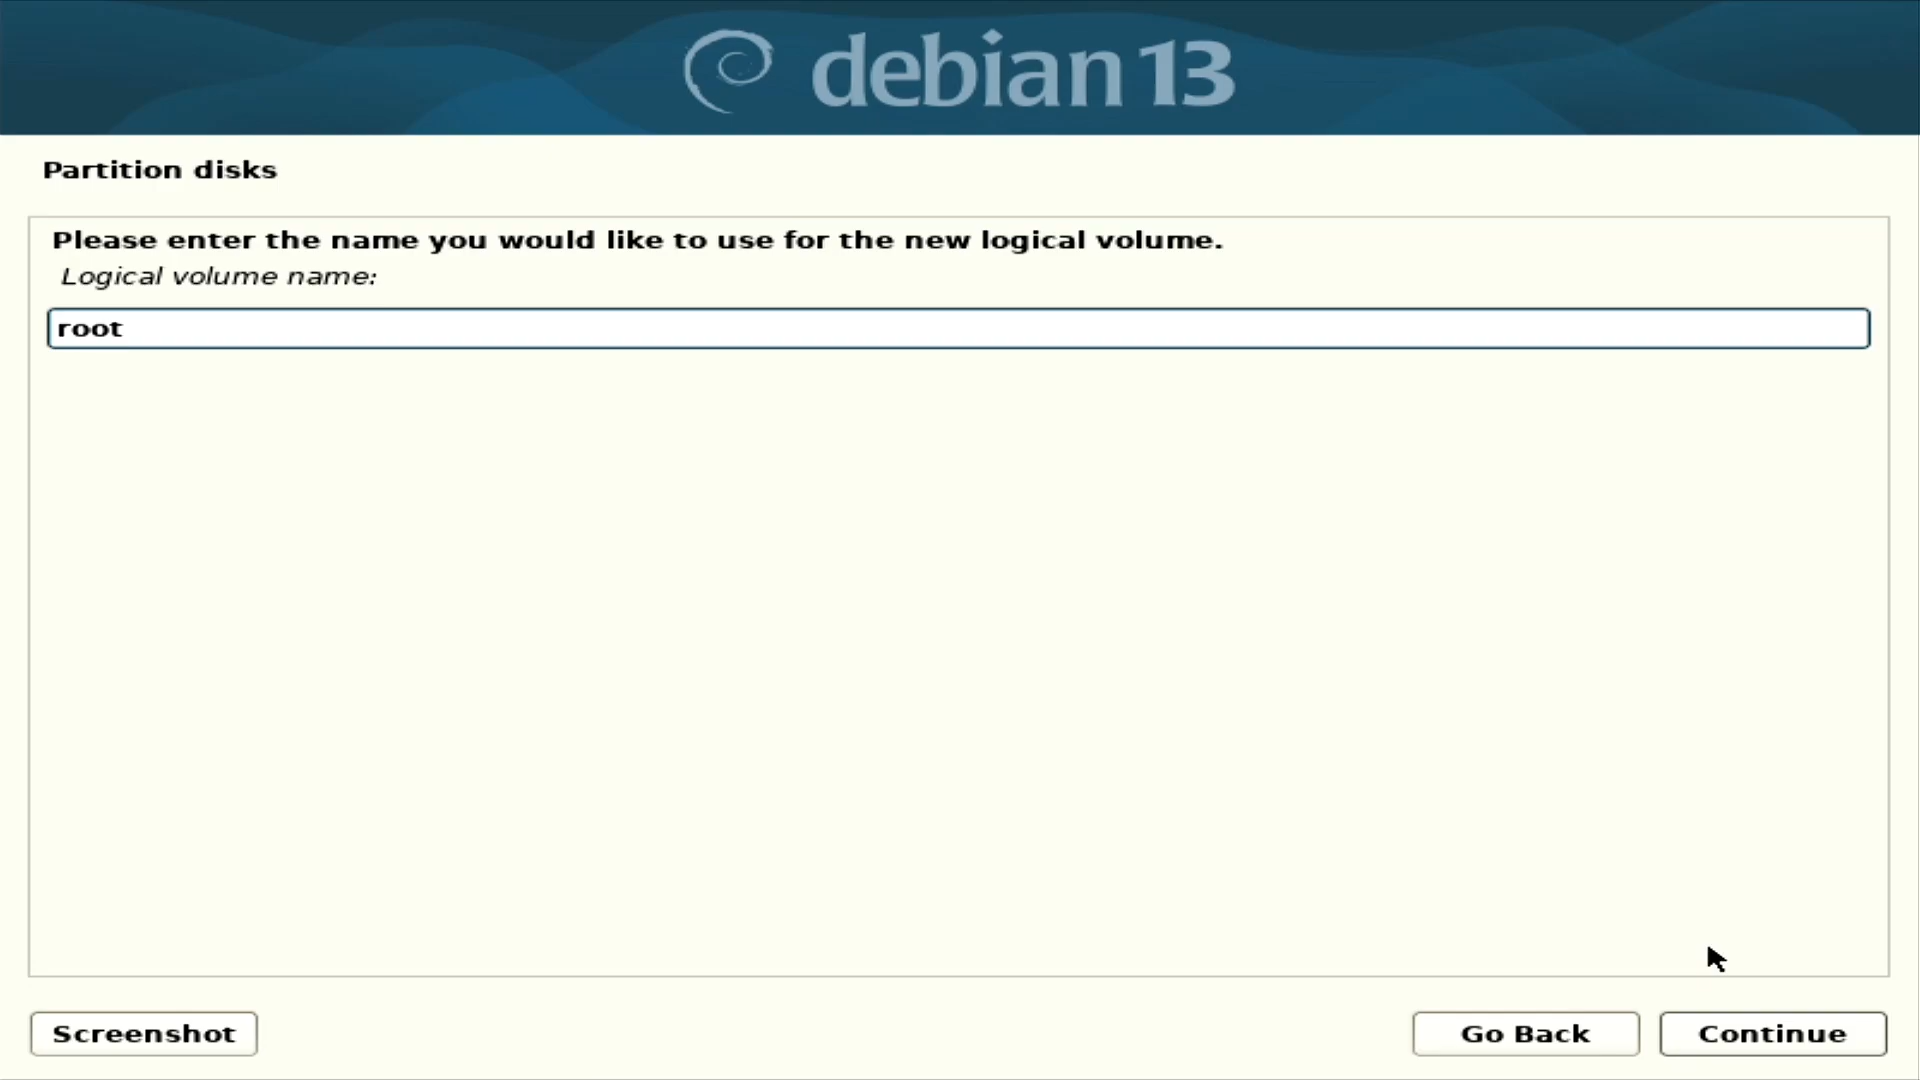 debian 13
Partition disks
Please enter the name you would like to use for the new logical volume.
Logical volume name:
root
Screenshot
Go Back
Continue